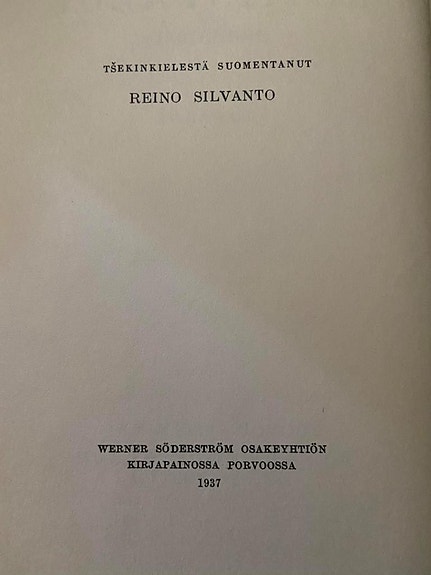 TŠEKINKIELESTÄ SUOMENTANUT
REINO SILVANTO
WERNER SÖDERSTRÖM OSAKEYHTIÖN
KIRJAPAINOSSA PORVOOSSA
1937